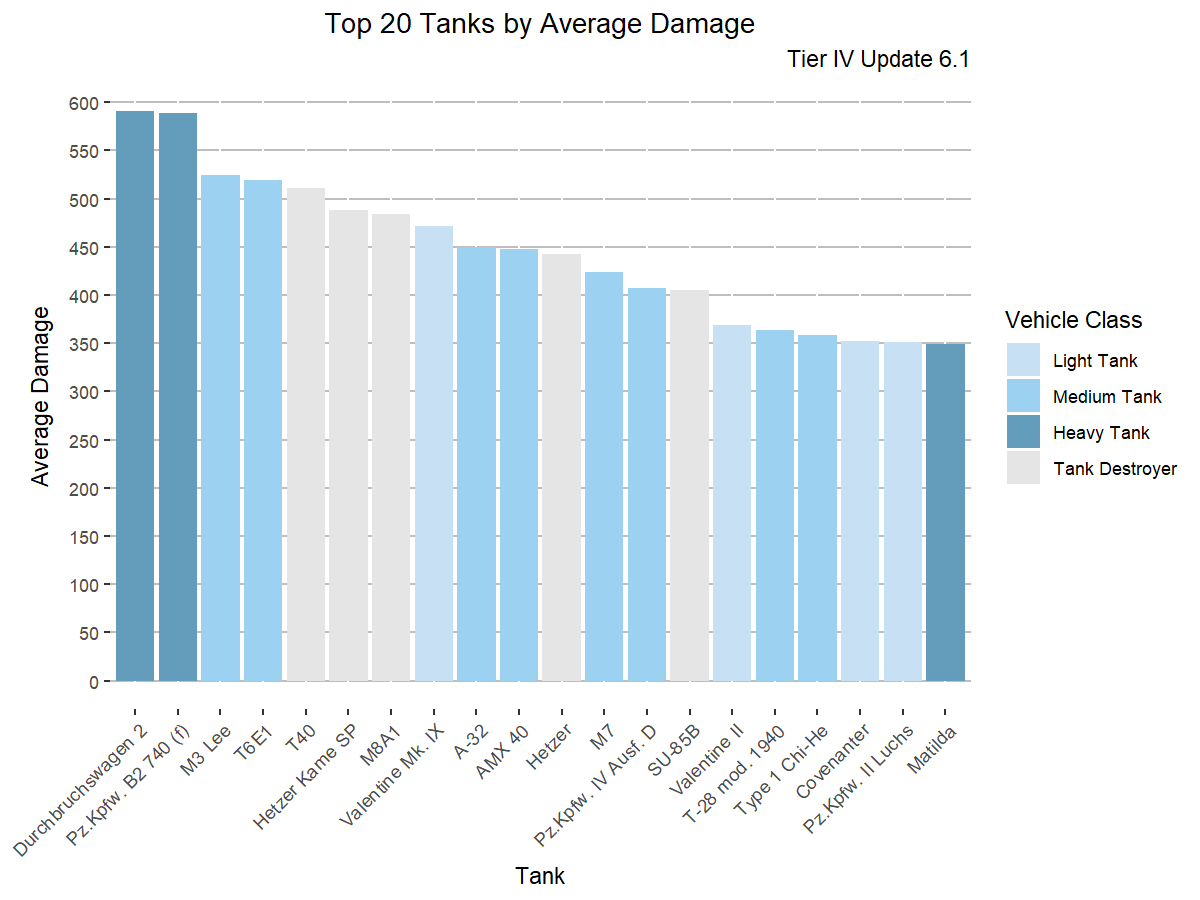 Top 20 Tanks by Average Damage
Tier IV Update 6.1
Average Damage
600
550
500
450
400
350
300
250
200
150
100
50
0
Durchbruchswagen 2
Pz.Kpfw. B2 740 (f)
M3 Lee
T6E1
T40
Hetzer Kame SP
M8A1
Valentine Mk. IX
A-32
AMX 40
Hetzer
M7
Pz.Kpfw. IV Ausf. D
SU-85B
Valentine II
T-28 mod. 1940
Type 1 Chi-He
Covenanter
Pz.Kpfw. II Luchs
Matilda
Tank
Vehicle Class
Light Tank
Medium Tank
Heavy Tank
Tank Destroyer